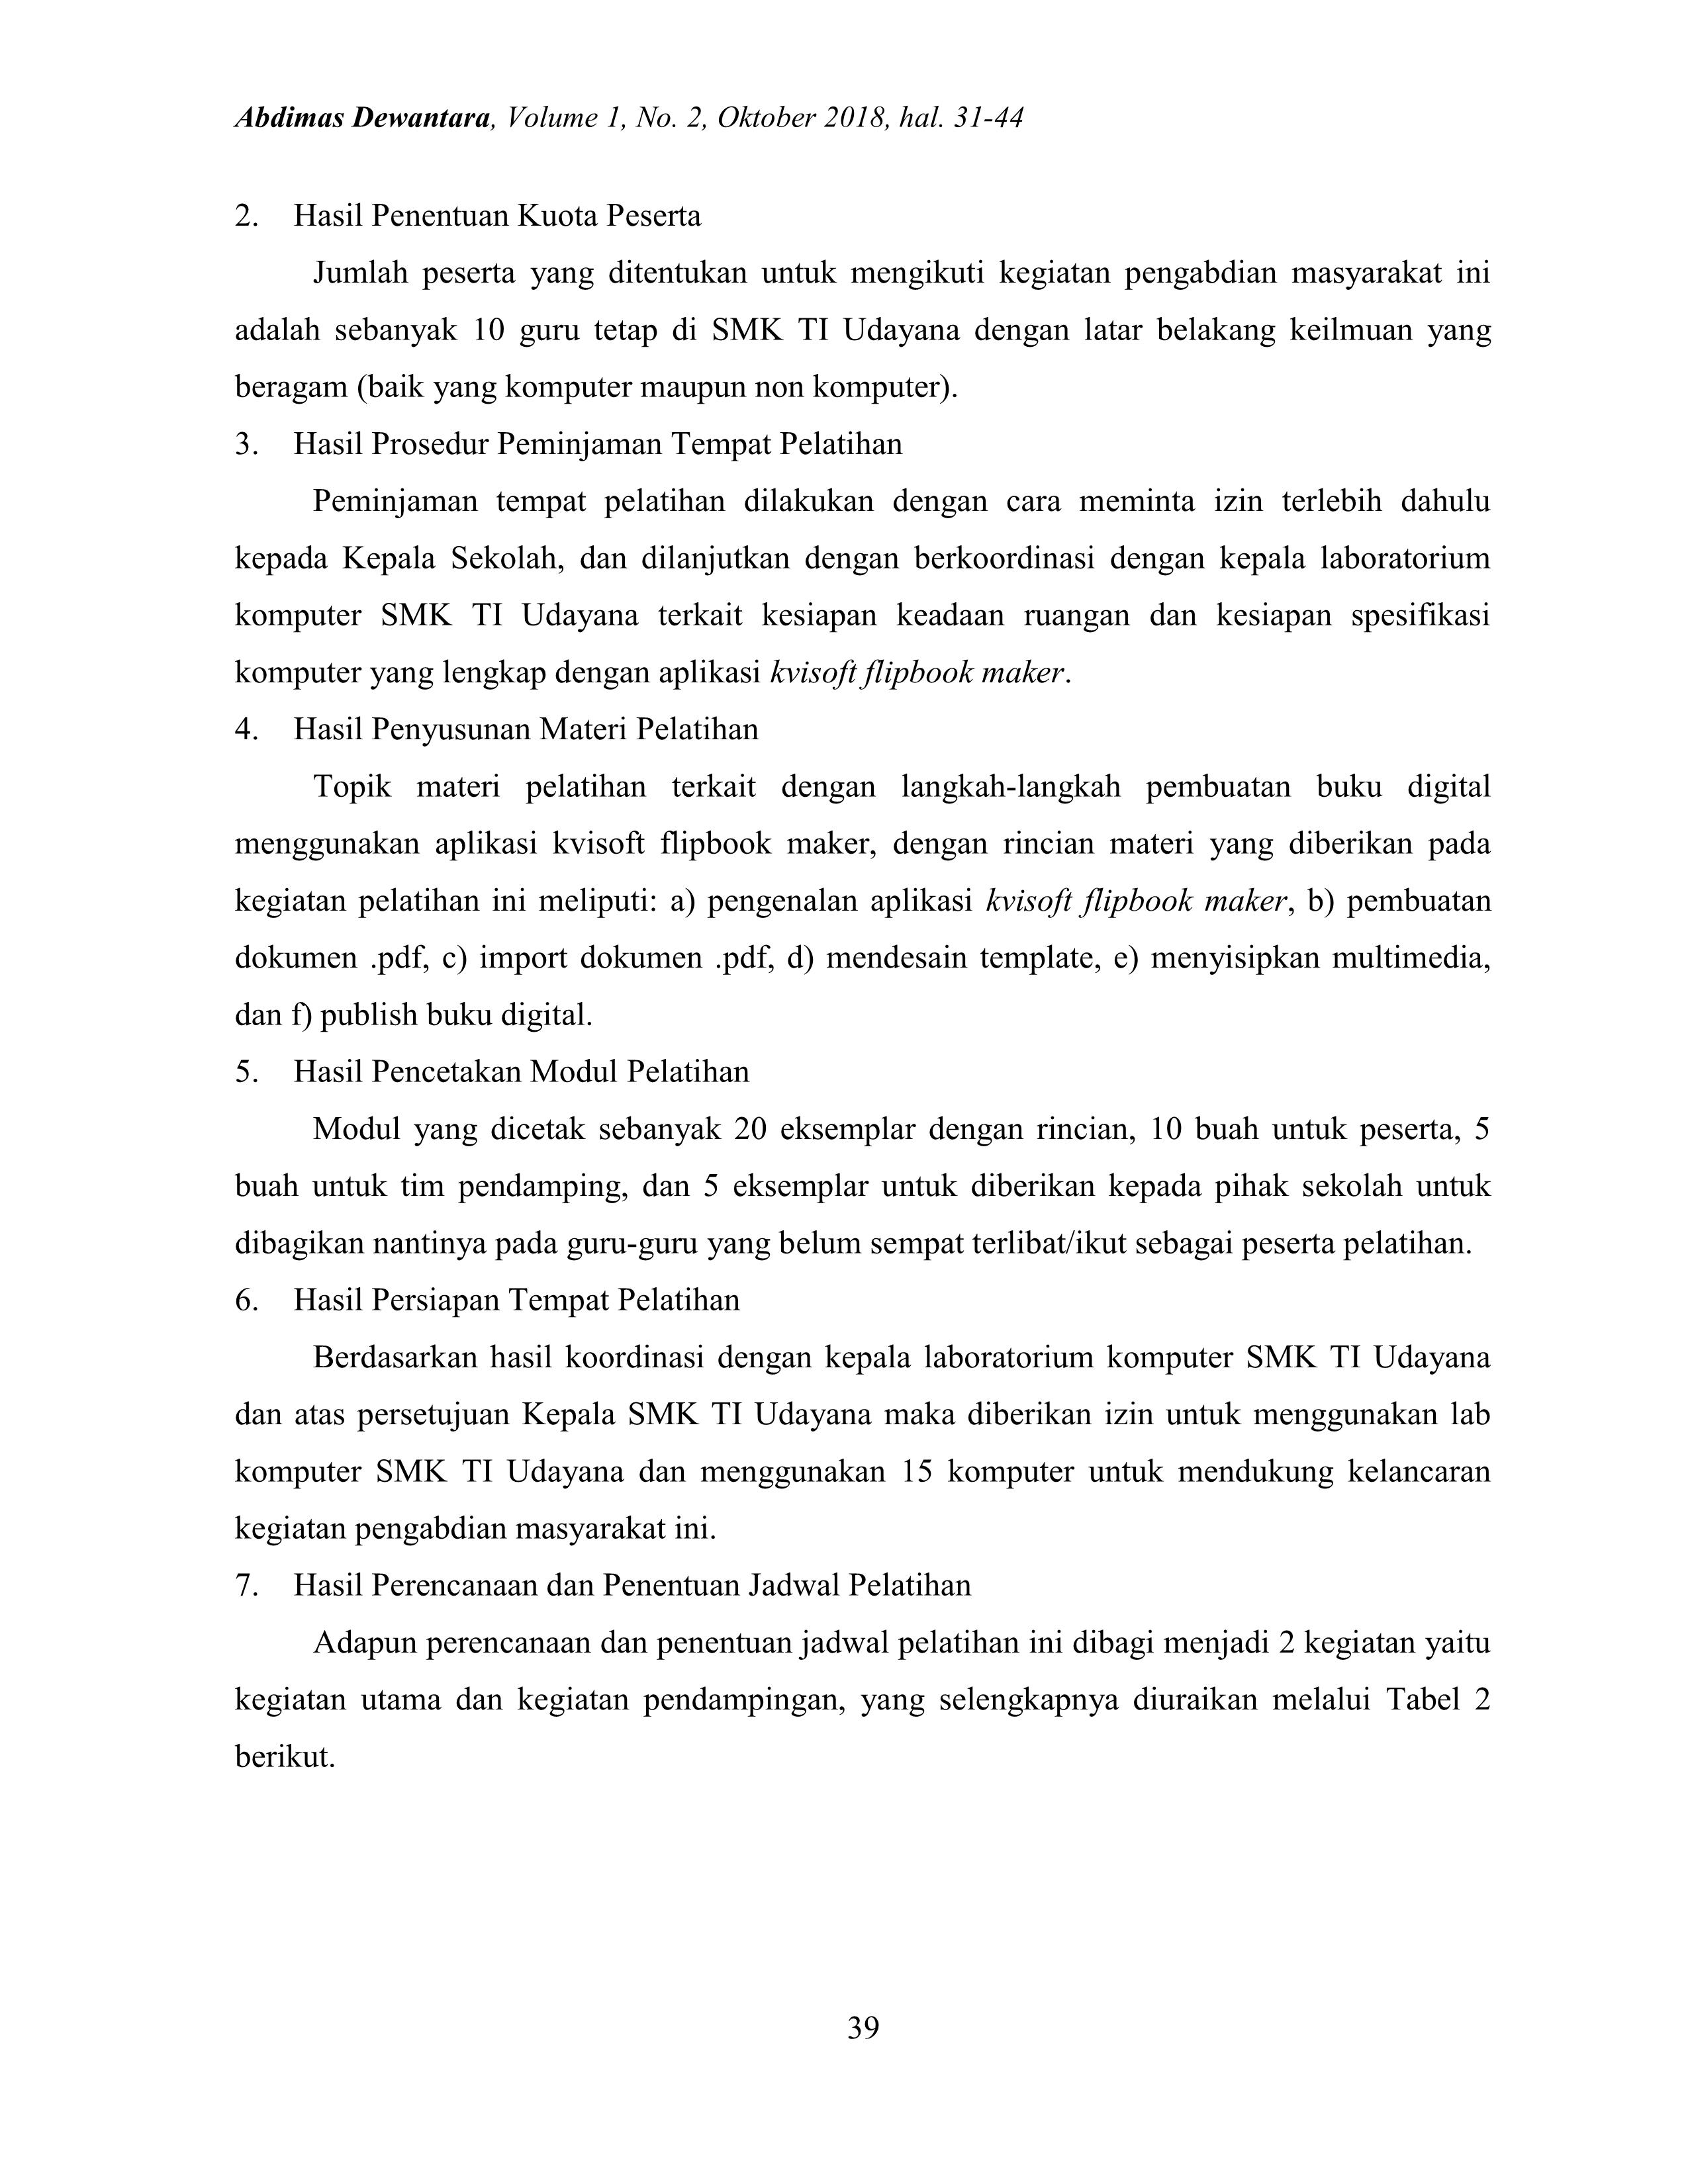 Abdimas Dewantara, Volume 1, No. 2, Oktober 2018, hal. 31-44
2. Hasil Penentuan Kuota Peserta
Jumlah peserta yang ditentukan untuk mengikuti kegiatan pengabdian masyarakat ini
adalah sebanyak 10 guru tetap di SMK TI Udayana dengan latar belakang keilmuan yang
beragam (baik yang komputer maupun non komputer).
3. Hasil Prosedur Peminjaman Tempat Pelatihan
Peminjaman tempat pelatihan dilakukan dengan cara meminta izin terlebih dahulu
kepada Kepala Sekolah, dan dilanjutkan dengan berkoordinasi dengan kepala laboratorium
komputer SMK TI Udayana terkait kesiapan keadaan ruangan dan kesiapan spesifikasi
komputer yang lengkap dengan aplikasi kvisoft flipbook maker.
4. Hasil Penyusunan Materi Pelatihan
Topik materi pelatihan terkait dengan langkah-langkah pembuatan buku digital
menggunakan aplikasi kvisoft flipbook maker, dengan rincian materi yang diberikan pada
kegiatan pelatihan ini meliputi: a) pengenalan aplikasi kvisoft flipbook maker, b) pembuatan
dokumen .pdf, c) import dokumen .pdf, d) mendesain template, e) menyisipkan multimedia,
dan f) publish buku digital.
5. Hasil Pencetakan Modul Pelatihan
Modul yang dicetak sebanyak 20 eksemplar dengan rincian, 10 buah untuk peserta, 5
buah untuk tim pendamping, dan 5 eksemplar untuk diberikan kepada pihak sekolah untuk
dibagikan nantinya pada guru-guru yang belum sempat terlibat/ikut sebagai peserta pelatihan.
6. Hasil Persiapan Tempat Pelatihan
Berdasarkan hasil koordinasi dengan kepala laboratorium komputer SMK TI Udayana
dan atas persetujuan Kepala SMK TI Udayana maka diberikan izin untuk menggunakan lab
komputer SMK TI Udayana dan menggunakan 15 komputer untuk mendukung kelancaran
kegiatan pengabdian masyarakat ini.
7. Hasil Perencanaan dan Penentuan Jadwal Pelatihan
Adapun perencanaan dan penentuan jadwal pelatihan ini dibagi menjadi 2 kegiatan yaitu
kegiatan utama dan kegiatan pendampingan, yang selengkapnya diuraikan melalui Tabel 2
berikut.
39